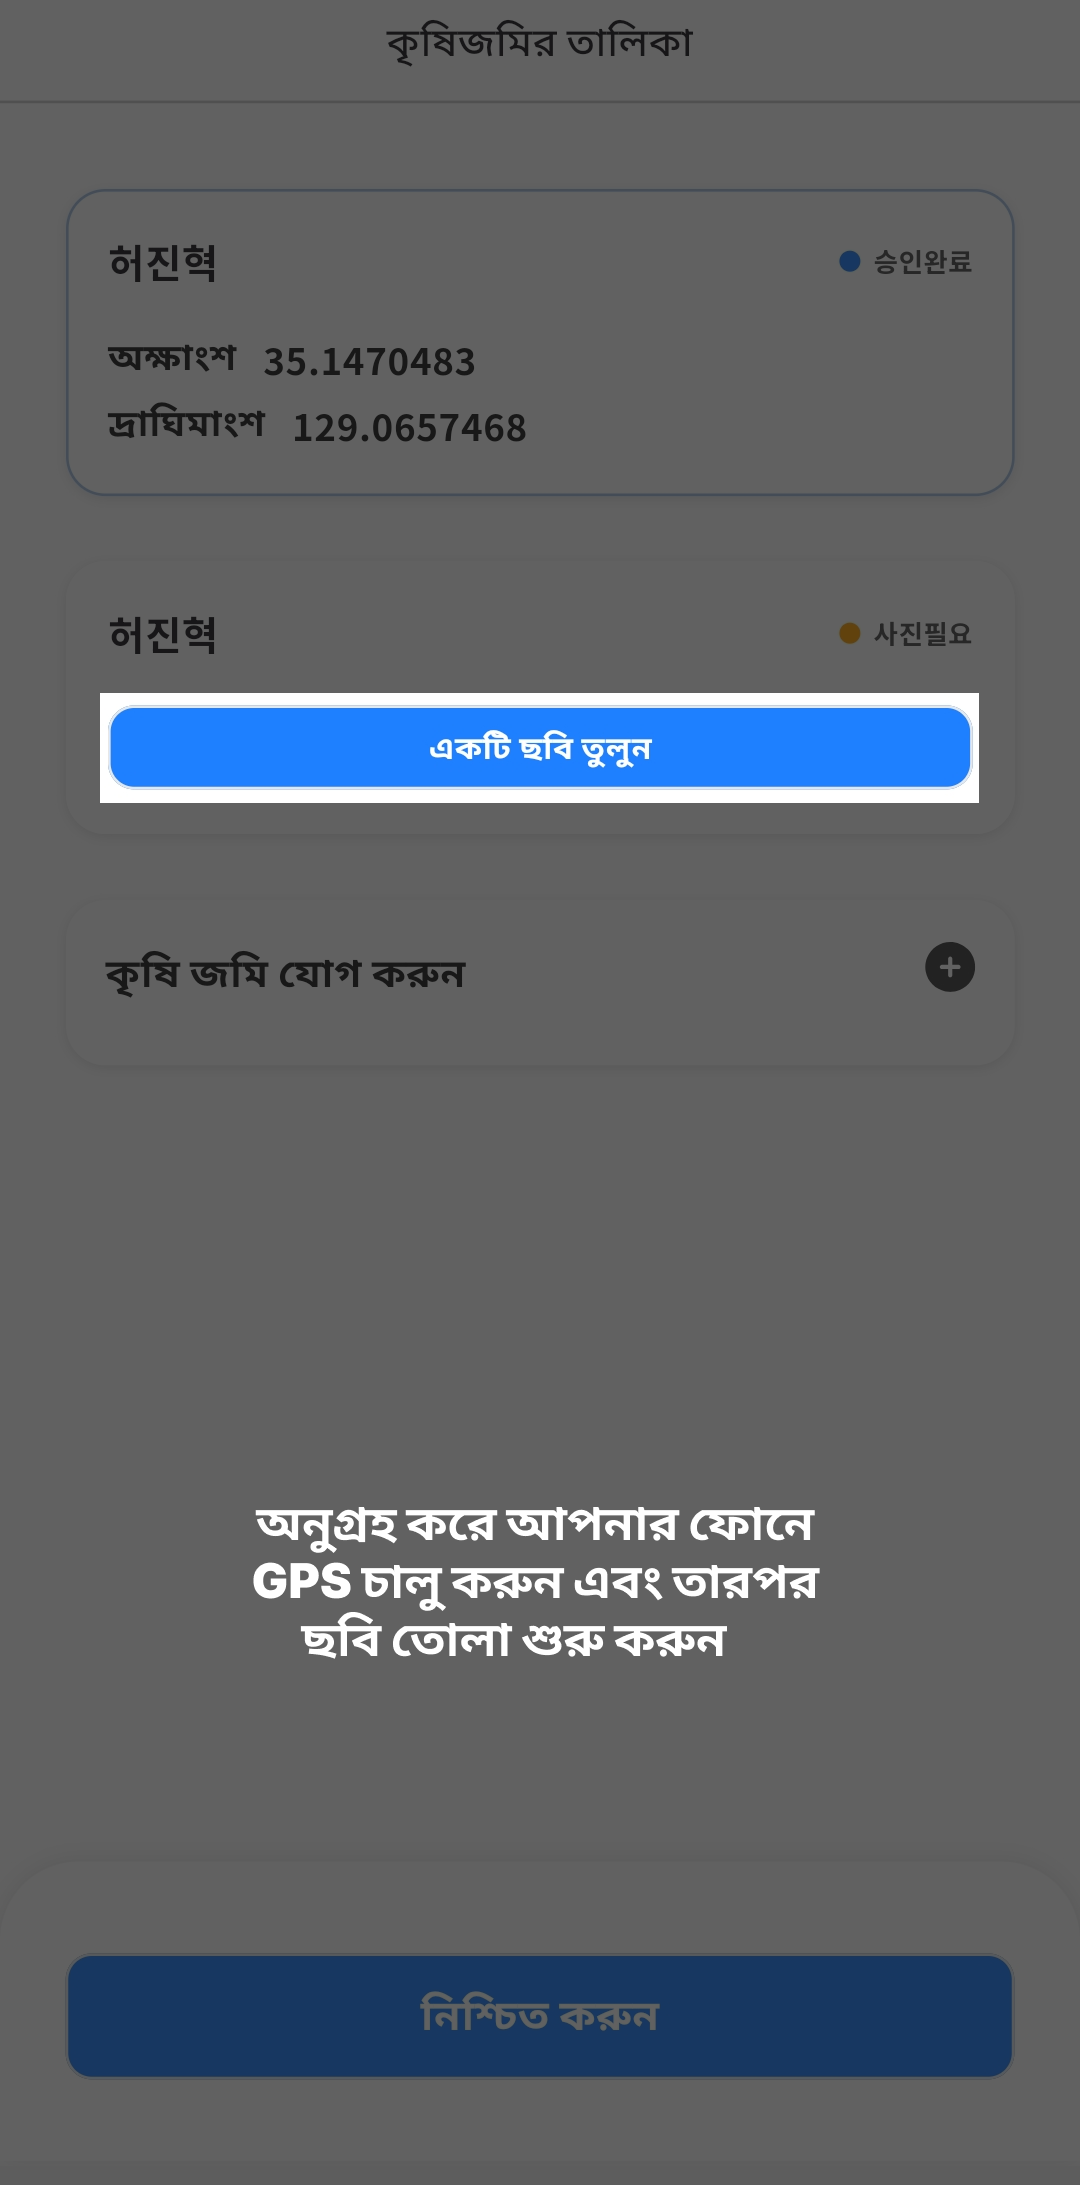 কৃষিজমির তালিকা
허진혁
승인완료
অক্ষাংশ 35.1470483
দ্রাঘিমাংশ 129.0657468
허진혁
사진필요
একটি ছবি তুলুন
কৃষি জমি যোগ করুন
অনুগ্রহ করে আপনার ফোনে
GPS চালু করুন এবং তারপর
ছবি তোলা শুরু করুন
নিশ্চিত করুন